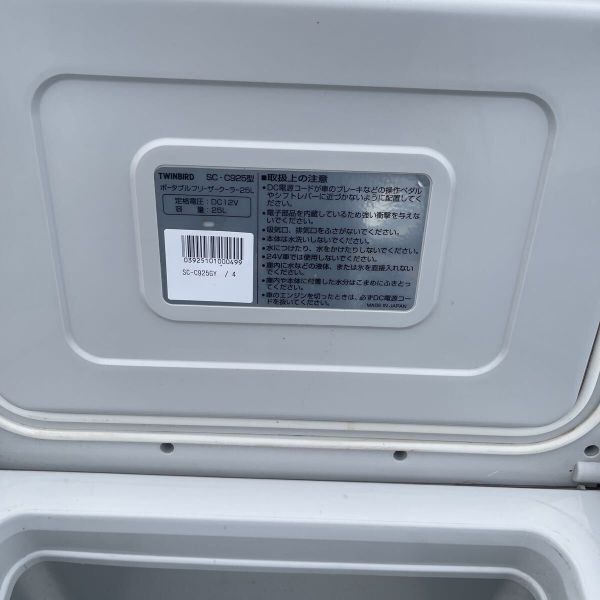 TWINBIRD SC-C925型
ポータブルフリーザークーラー25L
定格電圧：DC12V
容 量：25L
08925101000499
SC-C925GY / 4
■取扱上の注意
•DC電源コードが車のブレーキなどの操作ペダル
やシフトレバーに近づかないように配置してく
ださい。
•電子部品を内蔵しているため強い衝撃を与えな
いでください。
•吸気口、排気口をふさがないでください。
•本体は水洗いしないでください。
•水につけたり、水をかけたりしないでください。
•24V車では使用しないでください。
•庫内に水などの液体、または氷を直接入れない
でください。
•庫内や本体に付着した水分はこまめにふきとっ
てください。
•車のエンジンを切ったときは、必ずDC電源コー
ドを抜いてください。
MADE IN JAPAN